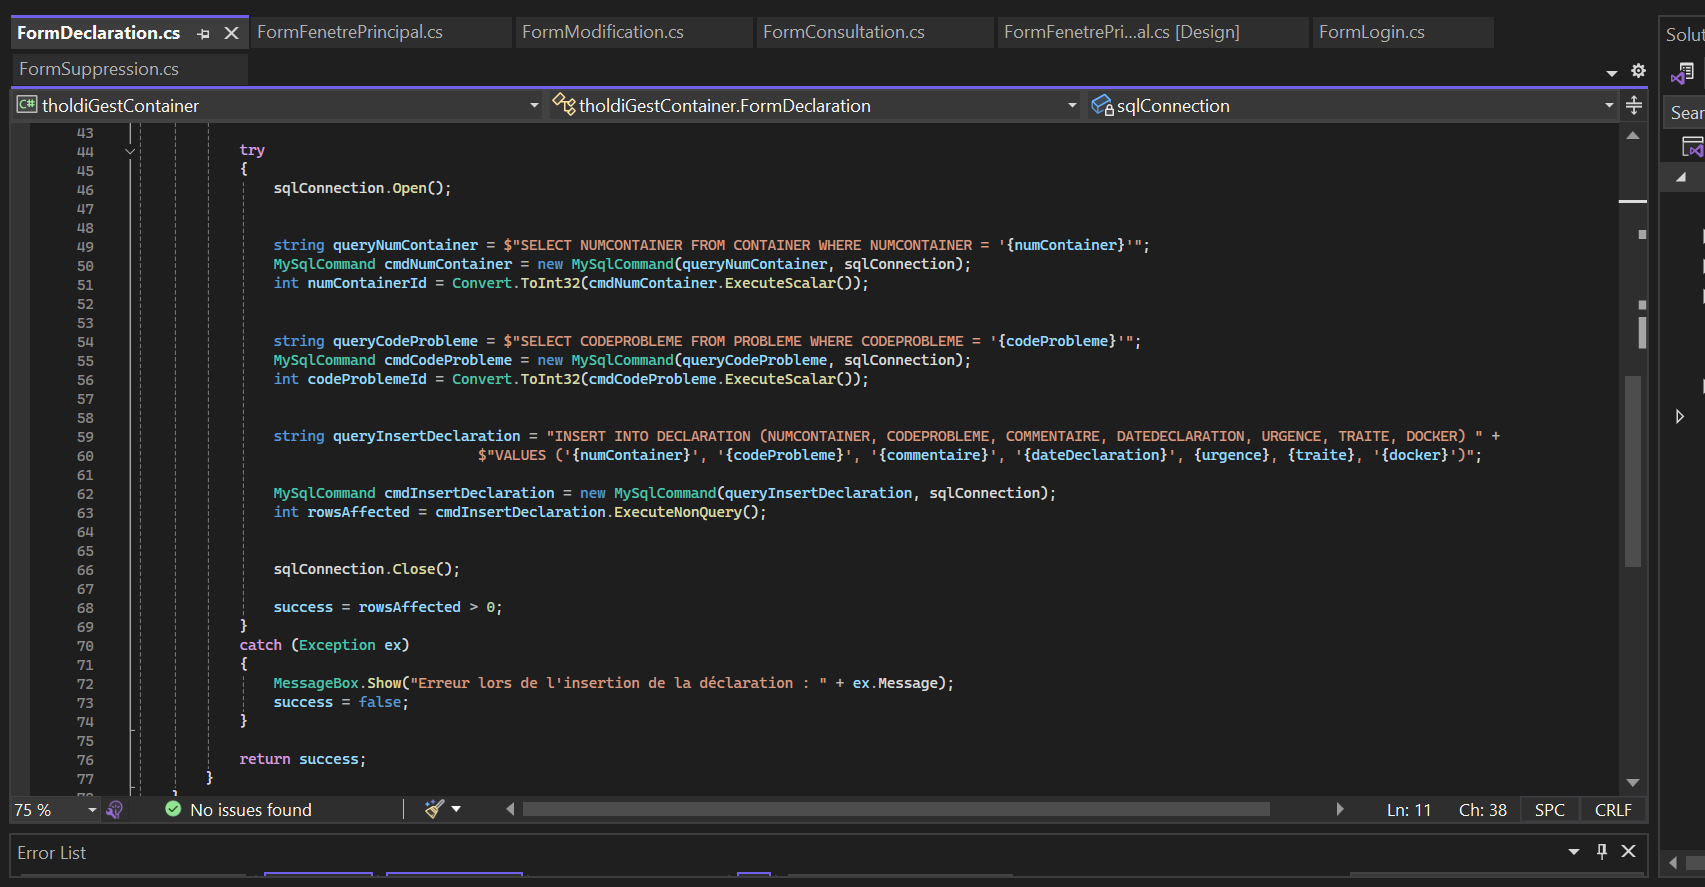 FormDeclaration.cs
FormFenetrePrincipal.cs
FormModification.cs
FormConsultation.cs
FormFenetrePri...al.cs [Design]
FormLogin.cs
FormSuppression.cs
C# tholdiGestContainer
tholdiGestContainer.FormDeclaration
sqlConnection
43
44 try
45 {
46 sqlConnection.Open();
47
48
49 string queryNumContainer = $"SELECT NUMCONTAINER FROM CONTAINER WHERE NUMCONTAINER = '{numContainer}'";
50 MySqlCommand cmdNumContainer = new MySqlCommand(queryNumContainer, sqlConnection);
51 int numContainerId = Convert.ToInt32(cmdNumContainer.ExecuteScalar());
52
53
54 string queryCodeProbleme = $"SELECT CODEPROBLEME FROM PROBLEME WHERE CODEPROBLEME = '{codeProbleme}'";
55 MySqlCommand cmdCodeProbleme = new MySqlCommand(queryCodeProbleme, sqlConnection);
56 int codeProblemeId = Convert.ToInt32(cmdCodeProbleme.ExecuteScalar());
57
58
59 string queryInsertDeclaration = "INSERT INTO DECLARATION (NUMCONTAINER, CODEPROBLEME, COMMENTAIRE, DATEDECLARATION, URGENCE, TRAITE, DOCKER) " +
60 $"VALUES ('{numContainer}', '{codeProbleme}', '{commentaire}', '{dateDeclaration}', {urgence}, {traite}, '{docker}')";
61
62 MySqlCommand cmdInsertDeclaration = new MySqlCommand(queryInsertDeclaration, sqlConnection);
63 int rowsAffected = cmdInsertDeclaration.ExecuteNonQuery();
64
65
66 sqlConnection.Close();
67
68 success = rowsAffected > 0;
69 }
70 catch (Exception ex)
71 {
72 MessageBox.Show("Erreur lors de l'insertion de la déclaration : " + ex.Message);
73 success = false;
74 }
75
76 return success;
77 }
75 %
No issues found
Ln: 11
Ch: 38
SPC
CRLF
Error List
Solut
Sear